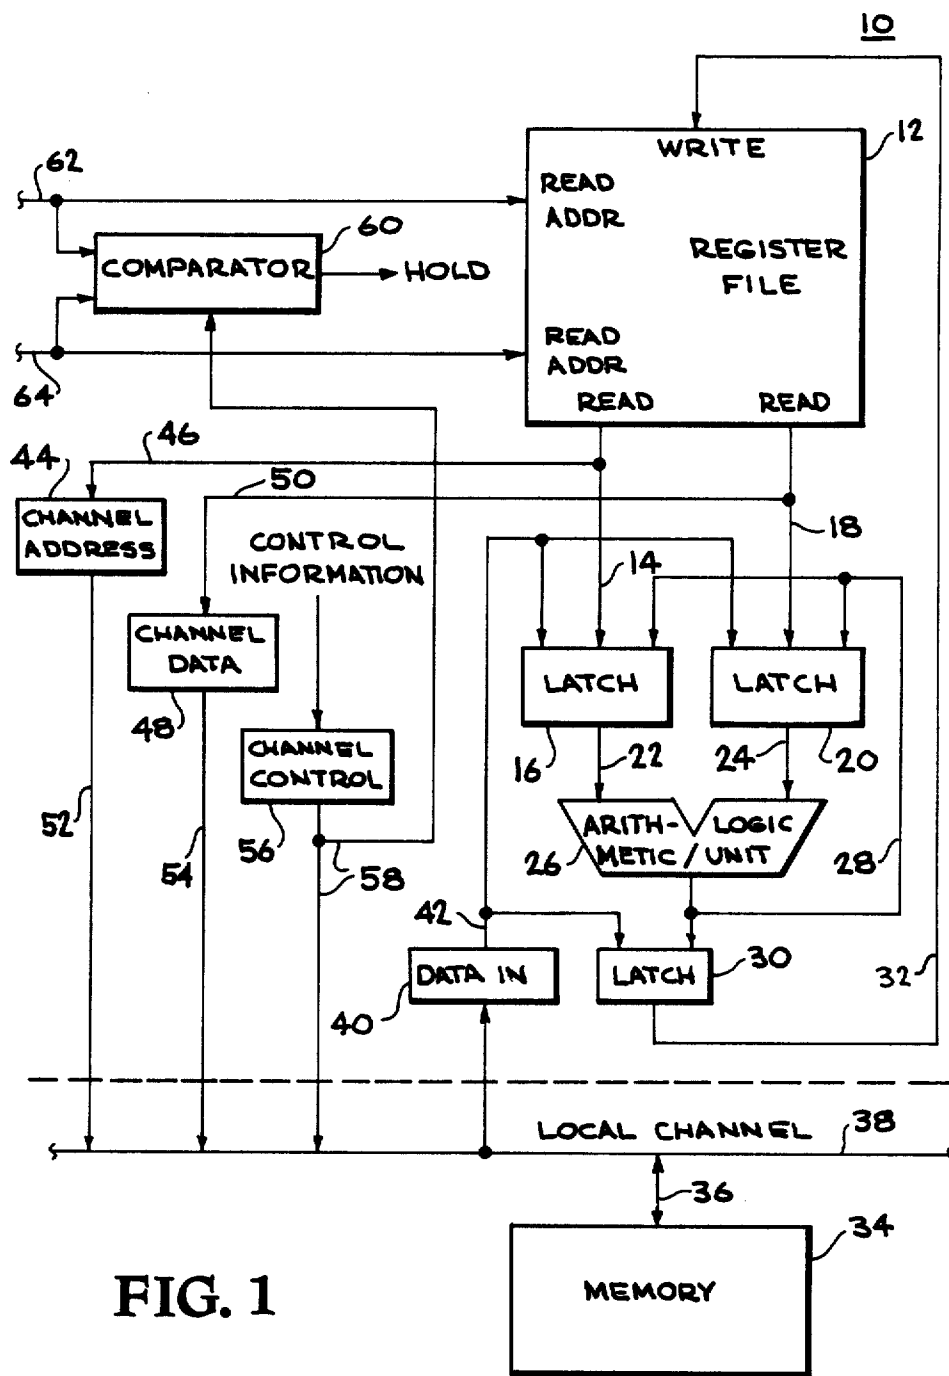 10
12
WRITE
62
READ
ADDR
60
REGISTER
FILE
COMPARATOR
HOLD
READ
ADDR
64
READ
READ
46
44
50
CHANNEL
ADDRESS
18
CONTROL
INFORMATION
14
CHANNEL
DATA
LATCH
LATCH
48
CHANNEL
CONTROL
16
22
24
20
52
56
ARITH-
METIC / 
LOGIC
UNIT
26
28
54
58
42
DATA IN
LATCH
30
32
40
LOCAL CHANNEL
38
36
34
MEMORY
FIG. 1